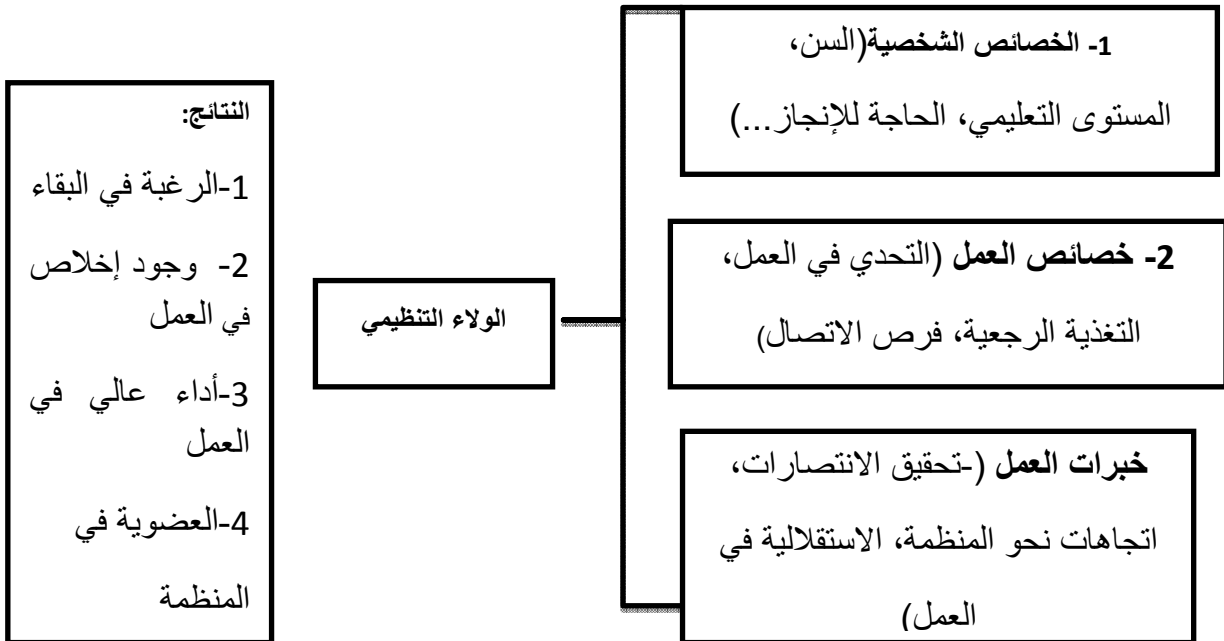 1- الخصائص الشخصية(السن،
المستوى التعليمي، الحاجة للإنجاز...)
2- خصائص العمل (التحدي في العمل،
التغذية الرجعية، فرص الاتصال)
خبرات العمل (-تحقيق الانتصارات،
اتجاهات نحو المنظمة، الاستقلالية في
العمل)
الولاء التنظيمي
النتائج:
1-الرغبة في البقاء
2- وجود إخلاص
في العمل
3-أداء عالي في
العمل
4-العضوية في
المنظمة